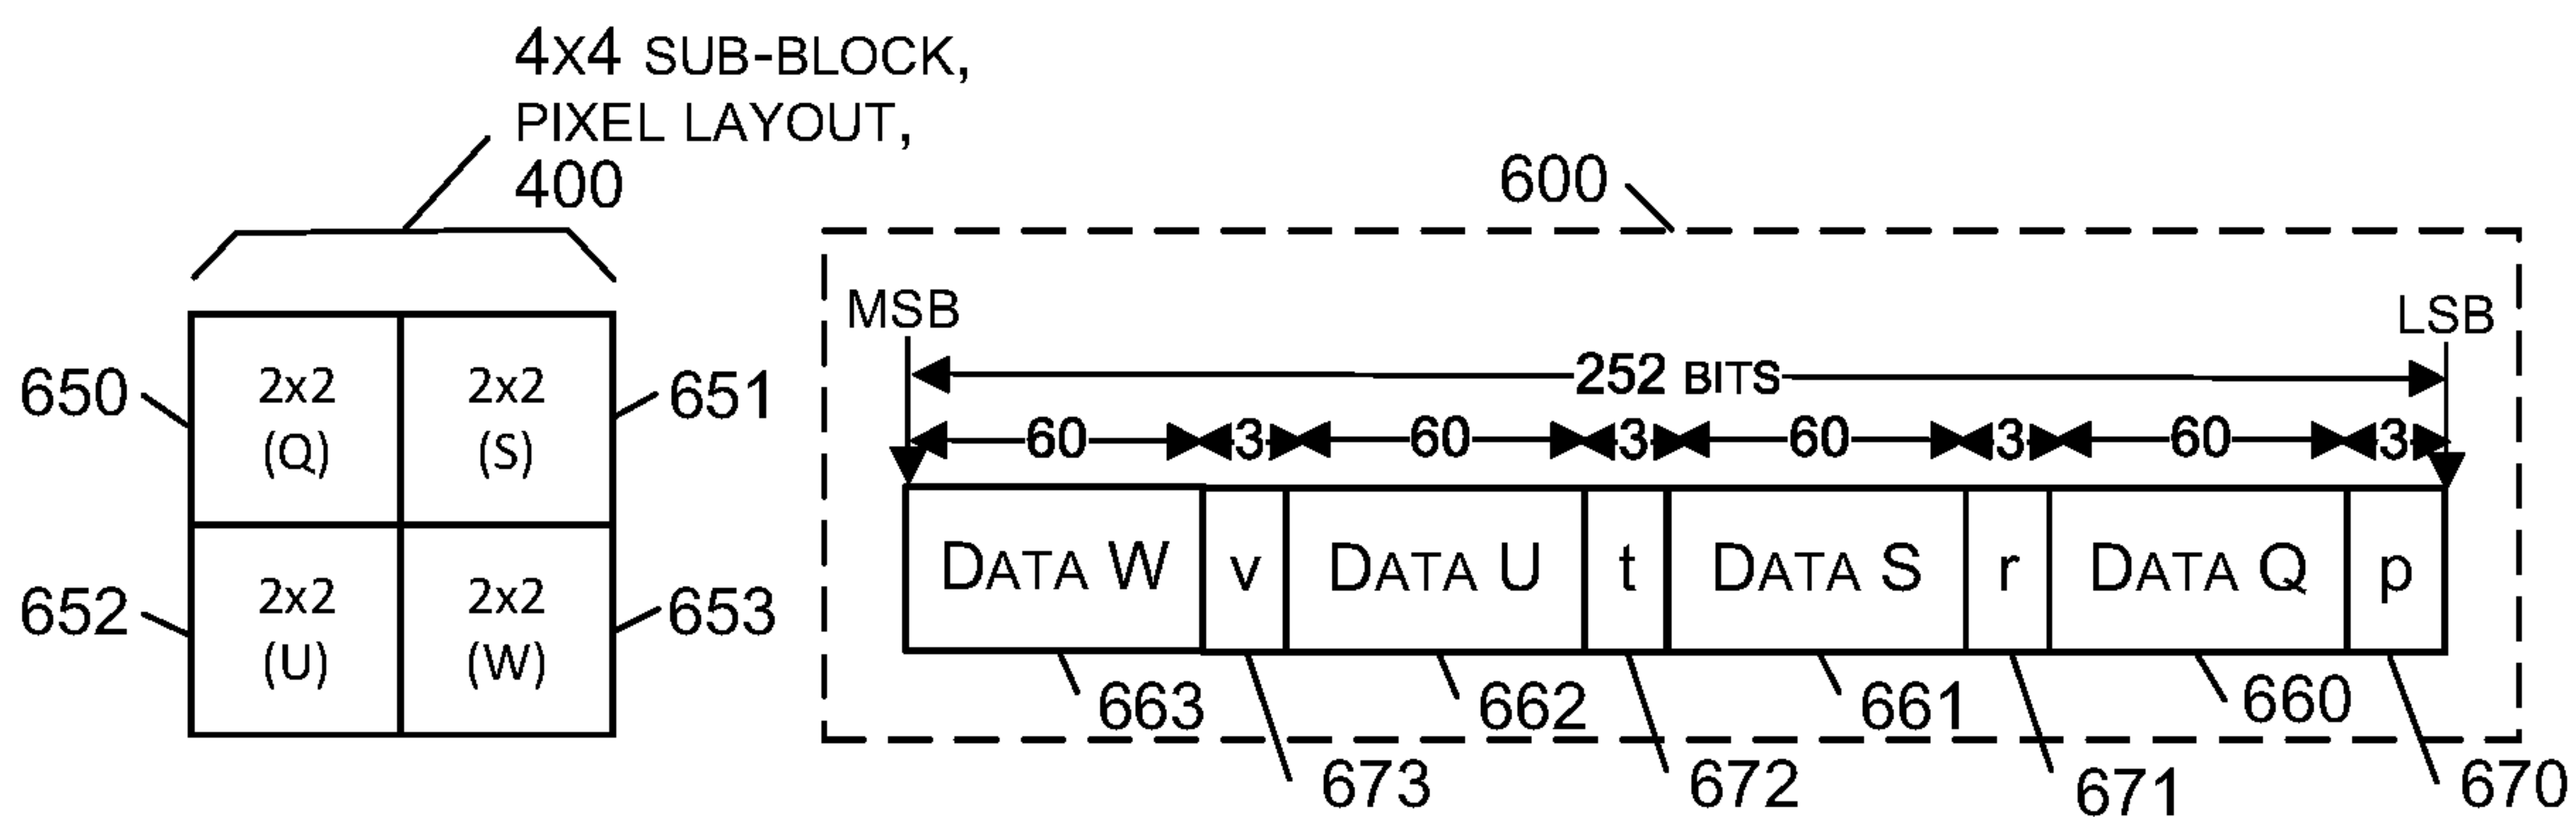 4X4 SUB-BLOCK,
PIXEL LAYOUT,
400
650
2x2
(Q)
2x2
(S)
651
652
2x2
(U)
2x2
(W)
653
600
MSB
LSB
252 BITS
60 3 60 3 60 3 60 3
DATA W v DATA U t DATA S r DATA Q p
663 662 661 660
673 672 671 670